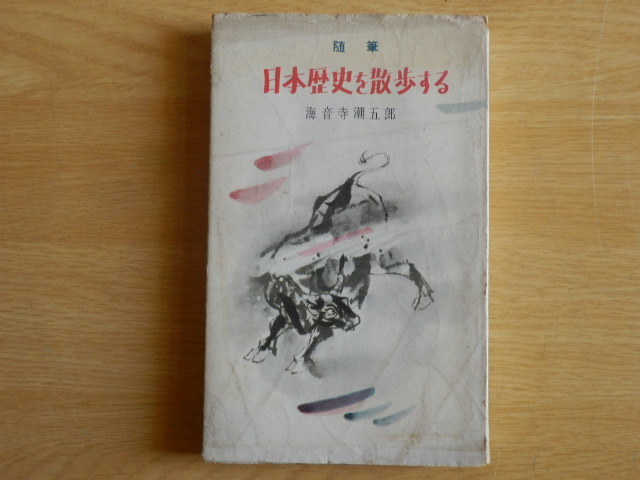 随筆
日本歴史を散歩する
海音寺潮五郎